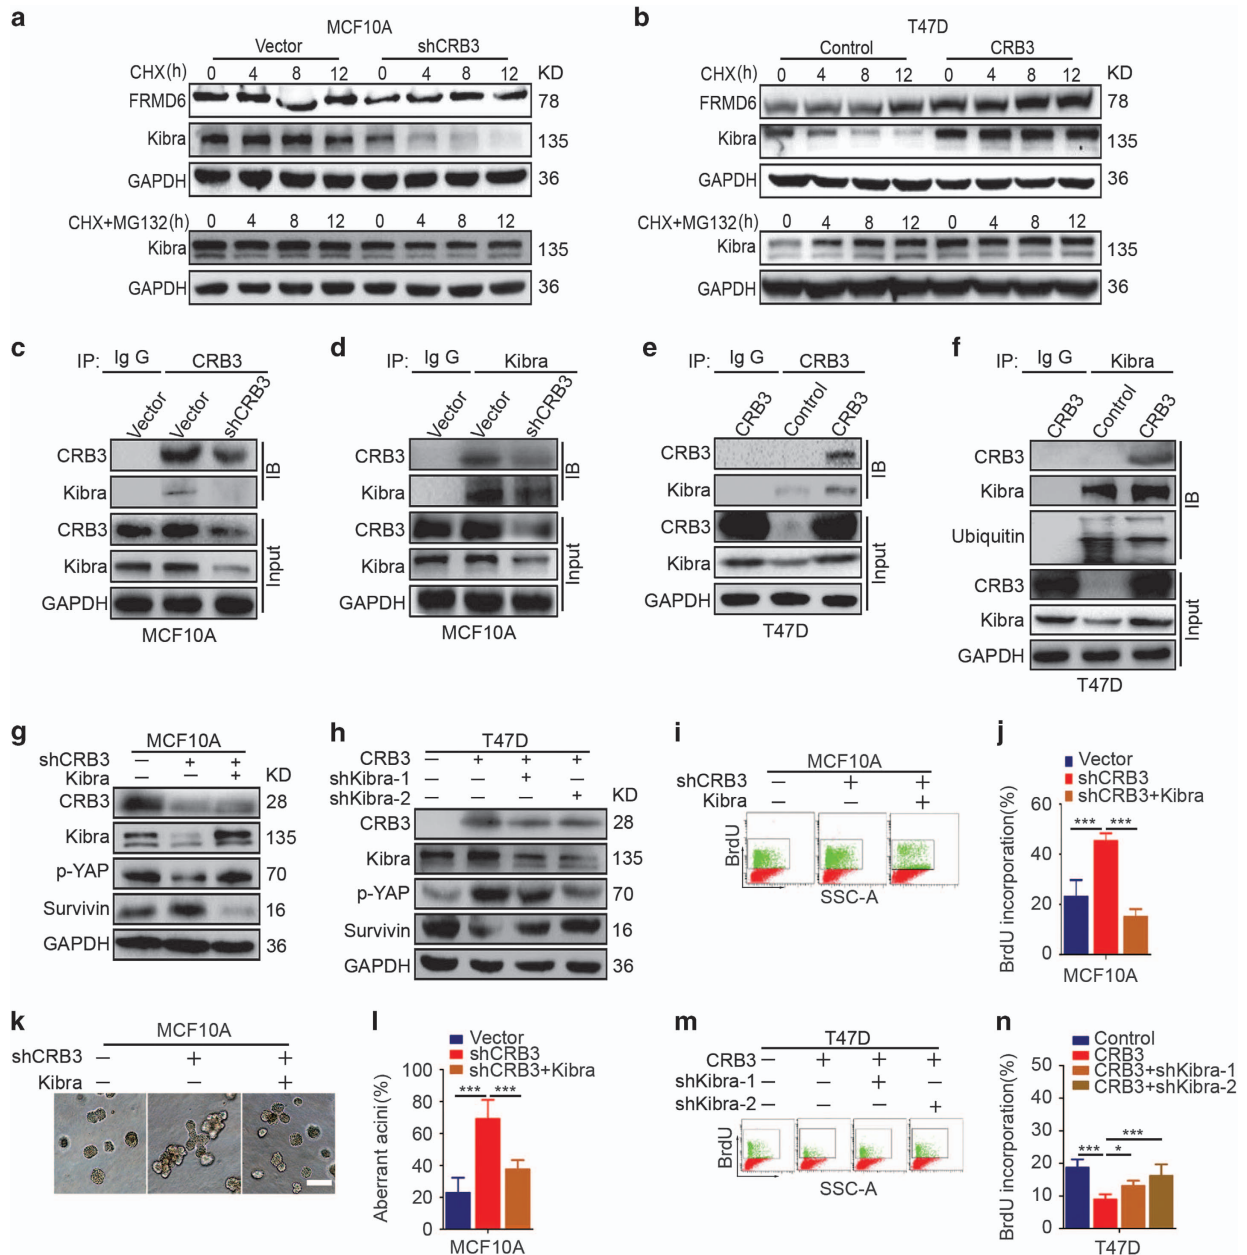 a
MCF10A
Vector shCRB3
CHX(h) 0 4 8 12 0 4 8 12 KD
FRMD6 78
Kibra 135
GAPDH 36
CHX+MG132(h) 0 4 8 12 0 4 8 12
Kibra 135
GAPDH 36
b
T47D
Control CRB3
CHX(h) 0 4 8 12 0 4 8 12 KD
FRMD6 78
Kibra 135
GAPDH 36
CHX+MG132(h) 0 4 8 12 0 4 8 12
Kibra 135
GAPDH 36
c
IP: Ig G CRB3
Vector Vector shCRB3
CRB3
Kibra
IB
CRB3
Kibra
GAPDH
Input
MCF10A
d
IP: Ig G Kibra
Vector Vector shCRB3
CRB3
Kibra
IB
CRB3
Kibra
GAPDH
Input
MCF10A
e
IP: Ig G CRB3
CRB3 Control CRB3
CRB3
Kibra
IB
CRB3
Kibra
GAPDH
Input
T47D
f
IP: Ig G Kibra
CRB3 Control CRB3
CRB3
Kibra
Ubiquitin
IB
CRB3
Kibra
GAPDH
Input
T47D
g
MCF10A
shCRB3 — + +
Kibra — — + KD
CRB3 28
Kibra 135
p-YAP 70
Survivin 16
GAPDH 36
h
T47D
CRB3 — + + +
shKibra-1 — — + —
shKibra-2 — — — + KD
CRB3 28
Kibra 135
p-YAP 70
Survivin 16
GAPDH 36
i
MCF10A
shCRB3 — + +
Kibra — — +
BrdU
SSC-A
j
Vector
shCRB3
shCRB3+Kibra
BrdU incorporation(%)
60
40
20
0
*** ***
MCF10A
k
MCF10A
shCRB3 — + +
Kibra — — +
l
Vector
shCRB3
shCRB3+Kibra
Aberrant acini(%)
100
80
60
40
20
0
*** ***
MCF10A
m
T47D
CRB3 — + + +
shKibra-1 — — + —
shKibra-2 — — — +
BrdU
SSC-A
n
Control
CRB3
CRB3+shKibra-1
CRB3+shKibra-2
BrdU incorporation(%)
50
40
30
20
10
0
***
*** *
T47D